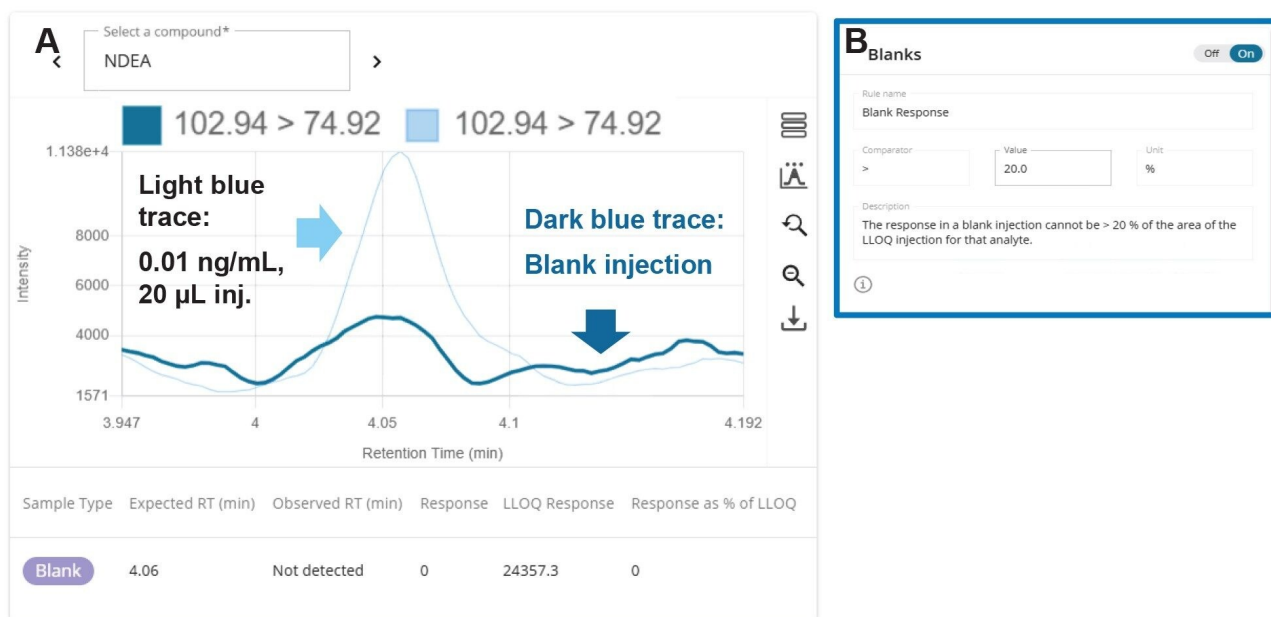 A
Select a compound*
NDEA
102.94 > 74.92
102.94 > 74.92
1.138e+4
8000
6000
4000
1571
Intensity
Light blue
trace:
0.01 ng/mL,
20 µL inj.
Dark blue trace:
Blank injection
3.947
4
4.05
4.1
4.192
Retention Time (min)
Sample Type
Expected RT (min)
Observed RT (min)
Response
LLOQ Response
Response as % of LLOQ
Blank
4.06
Not detected
0
24357.3
0
B
Blanks
Off
On
Rule name
Blank Response
Comparator
>
Value
20.0
Unit
%
Description
The response in a blank injection cannot be > 20 % of the area of the
LLOQ injection for that analyte.